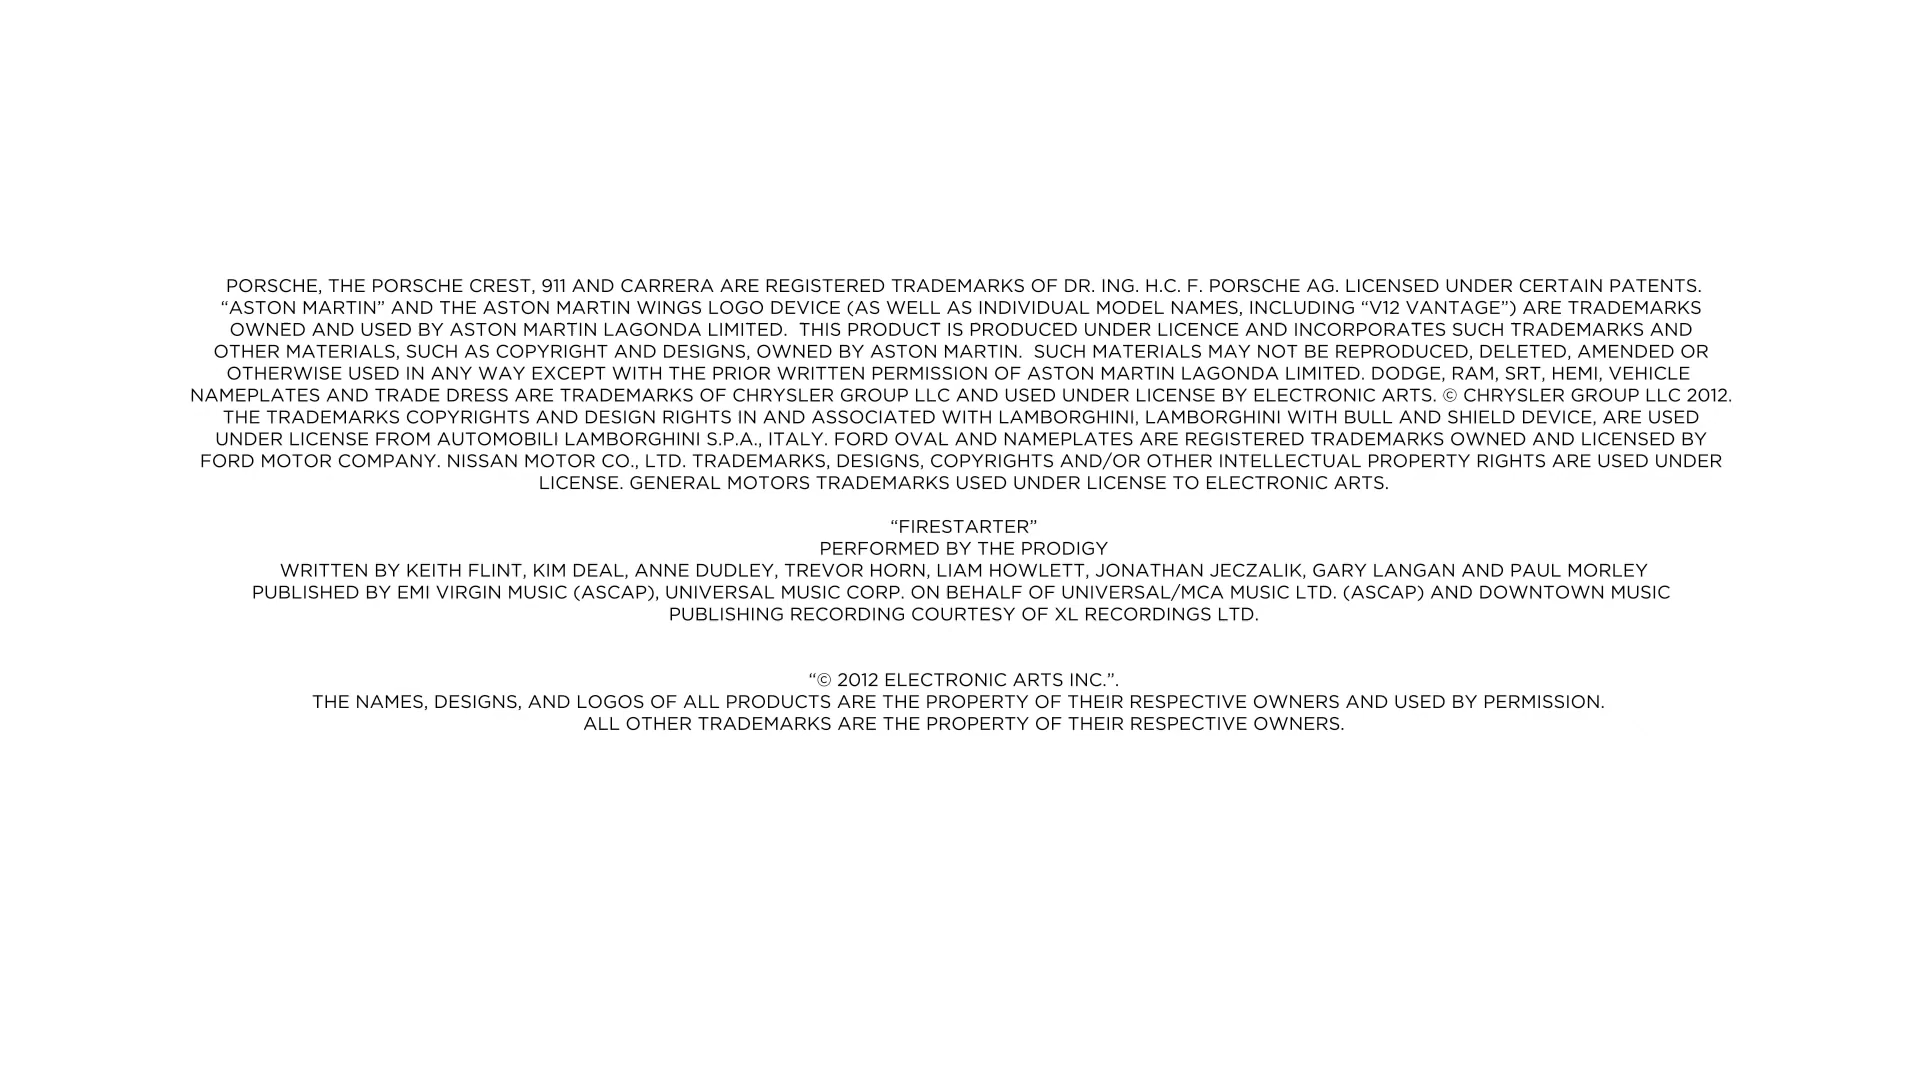 PORSCHE, THE PORSCHE CREST, 911 AND CARRERA ARE REGISTERED TRADEMARKS OF DR. ING. H.C. F. PORSCHE AG. LICENSED UNDER CERTAIN PATENTS.
“ASTON MARTIN” AND THE ASTON MARTIN WINGS LOGO DEVICE (AS WELL AS INDIVIDUAL MODEL NAMES, INCLUDING “V12 VANTAGE”) ARE TRADEMARKS
OWNED AND USED BY ASTON MARTIN LAGONDA LIMITED.  THIS PRODUCT IS PRODUCED UNDER LICENCE AND INCORPORATES SUCH TRADEMARKS AND
OTHER MATERIALS, SUCH AS COPYRIGHT AND DESIGNS, OWNED BY ASTON MARTIN.  SUCH MATERIALS MAY NOT BE REPRODUCED, DELETED, AMENDED OR
OTHERWISE USED IN ANY WAY EXCEPT WITH THE PRIOR WRITTEN PERMISSION OF ASTON MARTIN LAGONDA LIMITED. DODGE, RAM, SRT, HEMI, VEHICLE
NAMEPLATES AND TRADE DRESS ARE TRADEMARKS OF CHRYSLER GROUP LLC AND USED UNDER LICENSE BY ELECTRONIC ARTS. © CHRYSLER GROUP LLC 2012.
THE TRADEMARKS COPYRIGHTS AND DESIGN RIGHTS IN AND ASSOCIATED WITH LAMBORGHINI, LAMBORGHINI WITH BULL AND SHIELD DEVICE, ARE USED
UNDER LICENSE FROM AUTOMOBILI LAMBORGHINI S.P.A., ITALY. FORD OVAL AND NAMEPLATES ARE REGISTERED TRADEMARKS OWNED AND LICENSED BY
FORD MOTOR COMPANY. NISSAN MOTOR CO., LTD. TRADEMARKS, DESIGNS, COPYRIGHTS AND/OR OTHER INTELLECTUAL PROPERTY RIGHTS ARE USED UNDER
LICENSE. GENERAL MOTORS TRADEMARKS USED UNDER LICENSE TO ELECTRONIC ARTS.
“FIRESTARTER”
PERFORMED BY THE PRODIGY
WRITTEN BY KEITH FLINT, KIM DEAL, ANNE DUDLEY, TREVOR HORN, LIAM HOWLETT, JONATHAN JECZALIK, GARY LANGAN AND PAUL MORLEY
PUBLISHED BY EMI VIRGIN MUSIC (ASCAP), UNIVERSAL MUSIC CORP. ON BEHALF OF UNIVERSAL/MCA MUSIC LTD. (ASCAP) AND DOWNTOWN MUSIC
PUBLISHING RECORDING COURTESY OF XL RECORDINGS LTD.
“© 2012 ELECTRONIC ARTS INC.”.
THE NAMES, DESIGNS, AND LOGOS OF ALL PRODUCTS ARE THE PROPERTY OF THEIR RESPECTIVE OWNERS AND USED BY PERMISSION.
ALL OTHER TRADEMARKS ARE THE PROPERTY OF THEIR RESPECTIVE OWNERS.